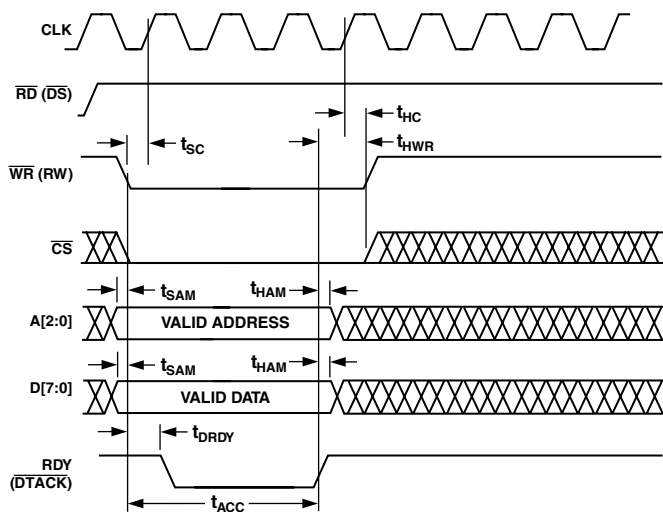 CLK
RD (DS)
tHC
tSC
tHWR
WR (RW)
CS
tSAM
tHAM
A[2:0]
VALID ADDRESS
tSAM
tHAM
D[7:0]
VALID DATA
tDRDY
RDY
(DTACK)
tACC